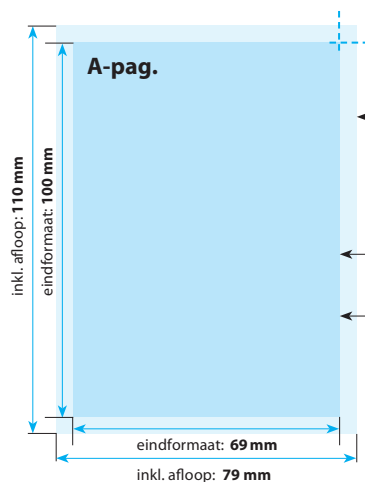 A-pag.
inkl. afloop: 110 mm
eindformaat: 100 mm
eindformaat: 69 mm
inkl. afloop: 79 mm